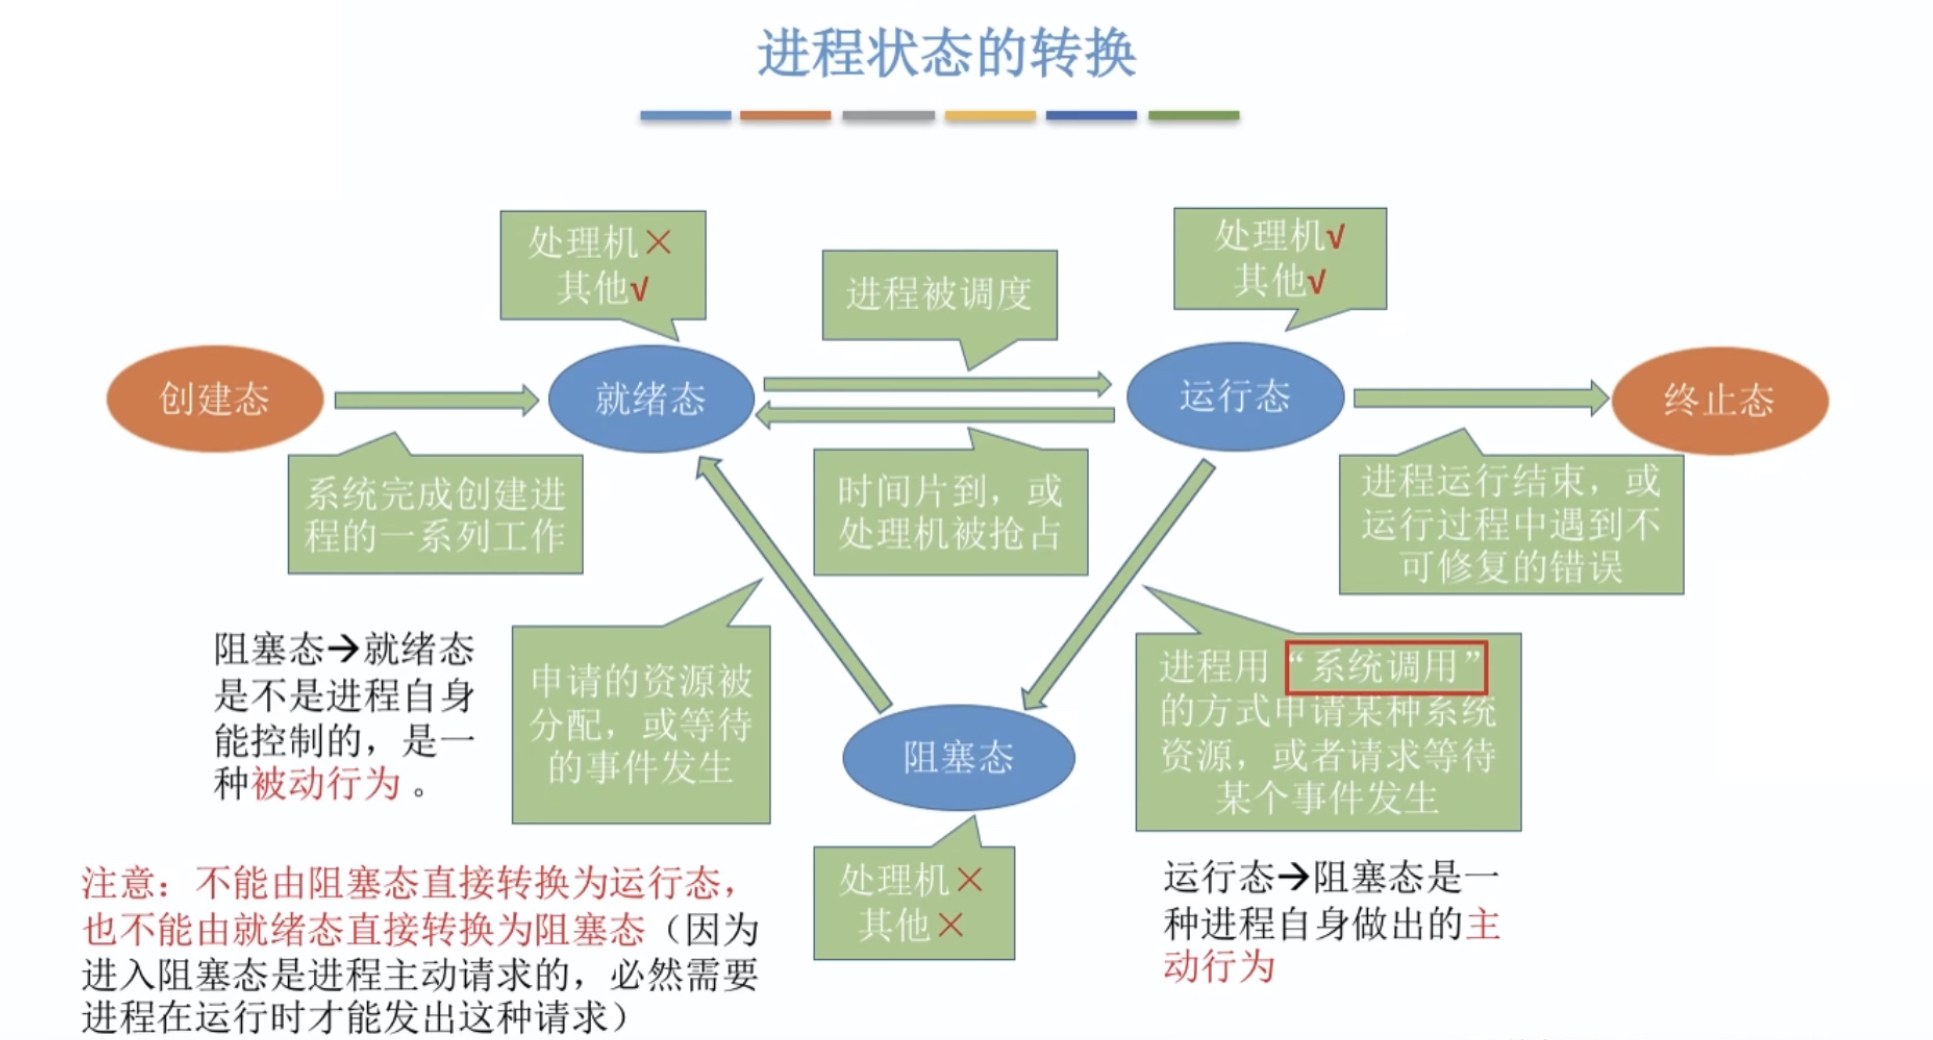 进程状态的转换
处理机×
其他√
进程被调度
处理机√
其他√
创建态
就绪态
运行态
终止态
系统完成创建进
程的一系列工作
时间片到，或
处理机被抢占
进程运行结束，或
运行过程中遇到不
可修复的错误
阻塞态→就绪态
是不是进程自身
能控制的，是一
种被动行为。
申请的资源被
分配，或等待
的事件发生
阻塞态
进程用“系统调用”
的方式申请某种系统
资源，或者请求等待
某个事件发生
处理机×
其他×
注意：不能由阻塞态直接转换为运行态，
也不能由就绪态直接转换为阻塞态（因为
进入阻塞态是进程主动请求的，必然需要
进程在运行时才能发出这种请求）
运行态→阻塞态是一
种进程自身做出的主
动行为